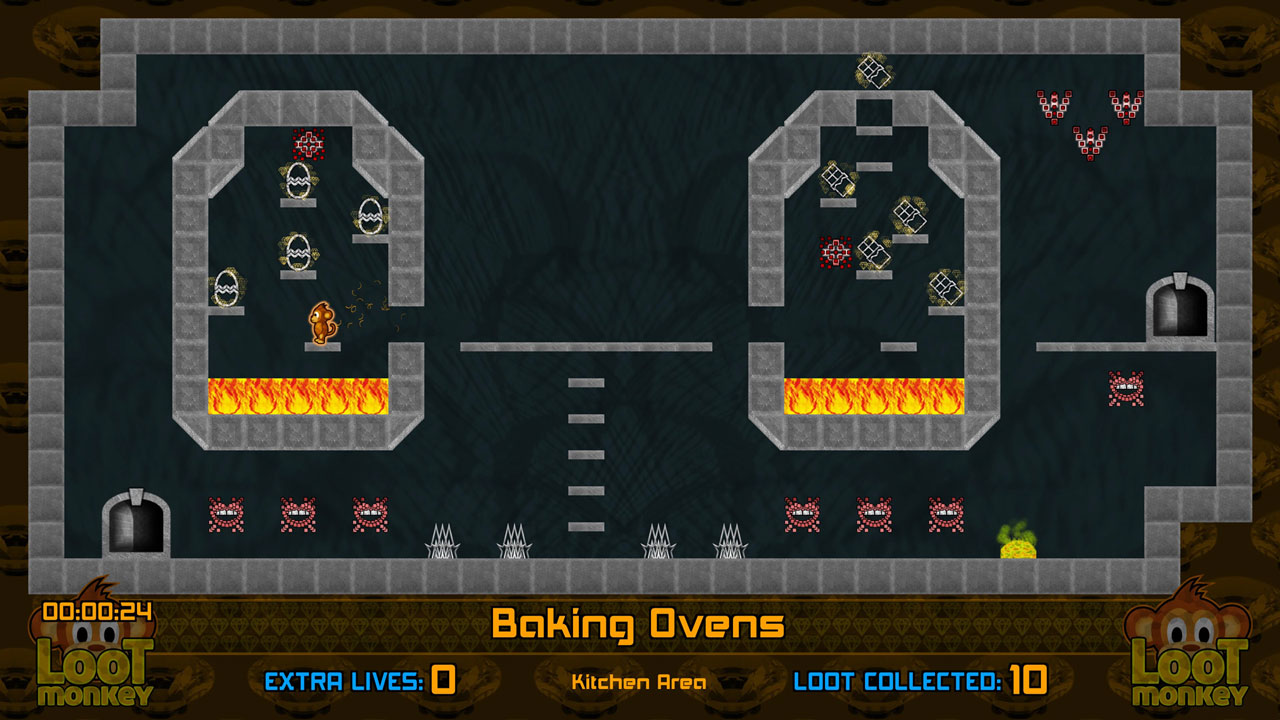 00:00:24
Baking Ovens
LOOT
monkey
EXTRA LIVES: 0
Kitchen Area
LOOT COLLECTED: 10
LOOT
monkey